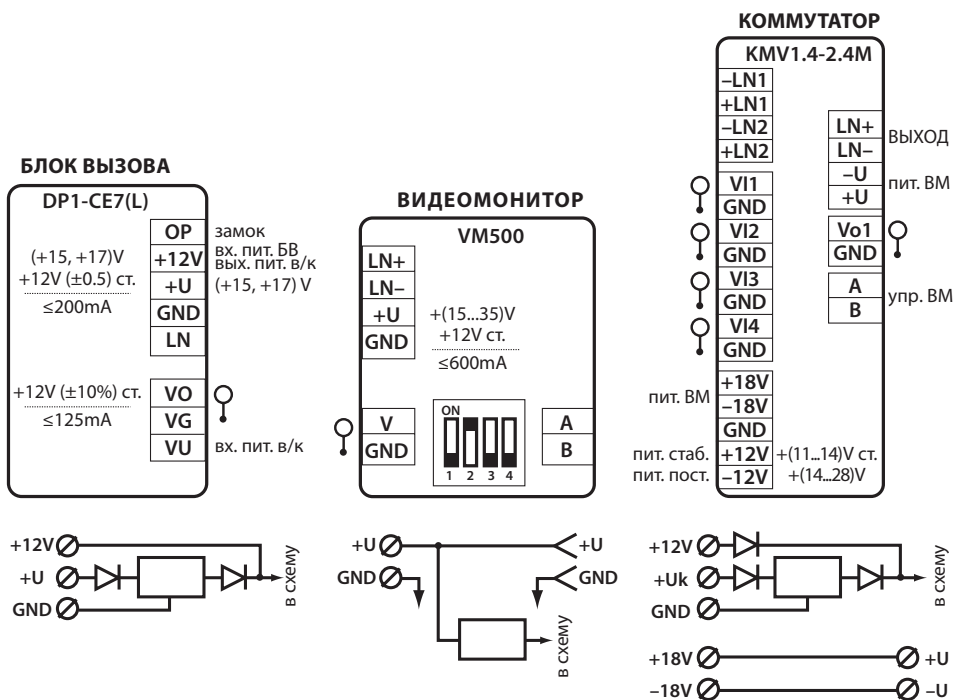 КОММУТАТОР
KMV1.4-2.4M
–LN1
+LN1
–LN2
+LN2
VI1
GND
VI2
GND
VI3
GND
VI4
GND
пит. ВМ
+18V
–18V
GND
пит. стаб. +12V +(11...14)V ст.
пит. пост. –12V +(14...28)V
LN+
LN–
ВЫХОД
–U
+U
пит. ВМ
Vo1
GND
A
B
упр. ВМ
БЛОК ВЫЗОВА
DP1-CE7(L)
(+15, +17)V
+12V (±0.5) ст.
≤200mA
OP замок
+12V вх. пит. БВ
вых. пит. в/к
+U (+15, +17) V
GND
LN
+12V (±10%) ст.
≤125mA
VO
VG
VU вх. пит. в/к
ВИДЕОМОНИТОР
VM500
LN+
LN–
+U
GND
+(15...35)V
+12V ст.
≤600mA
V
GND
ON
1 2 3 4
A
B
+12V
+U
GND
в схему
+U
GND
+U
GND
в схему
+12V
+Uk
GND
в схему
+18V +U
–18V –U